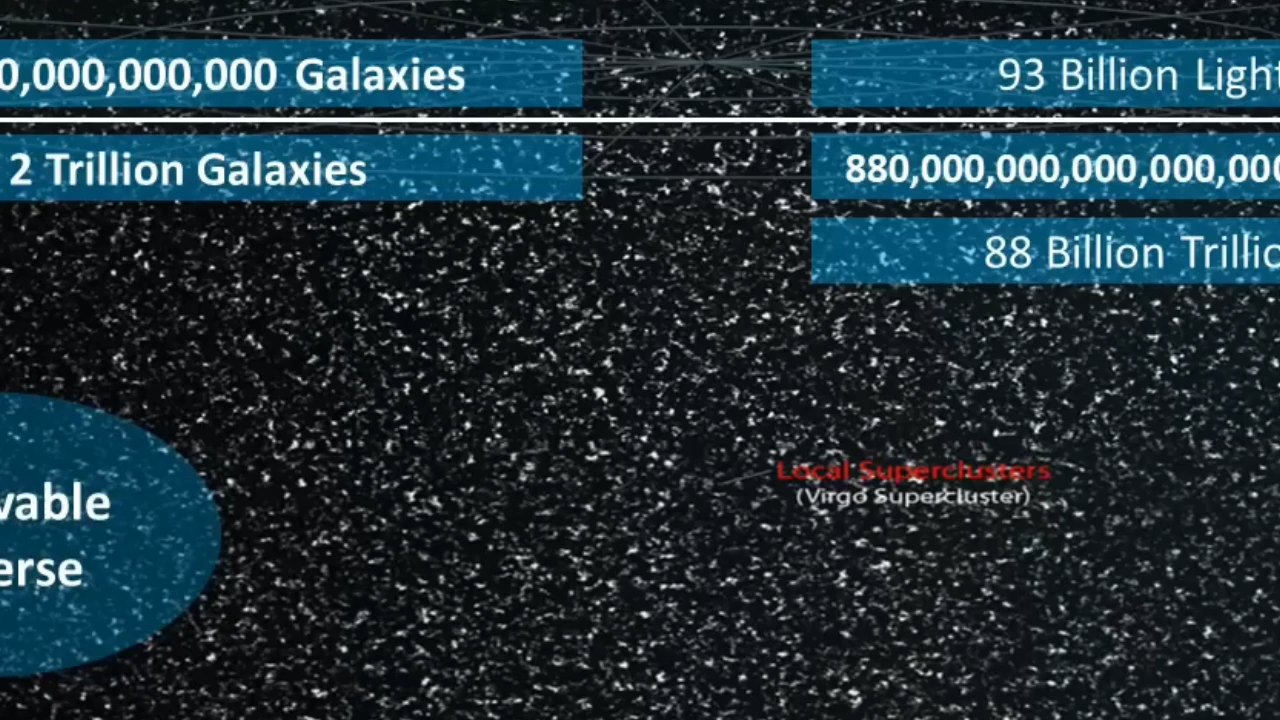 0,000,000,000 Galaxies
93 Billion Light
2 Trillion Galaxies
880,000,000,000,000,000
88 Billion Trillio
Local Superclusters
(Virgo Supercluster)
vable
erse